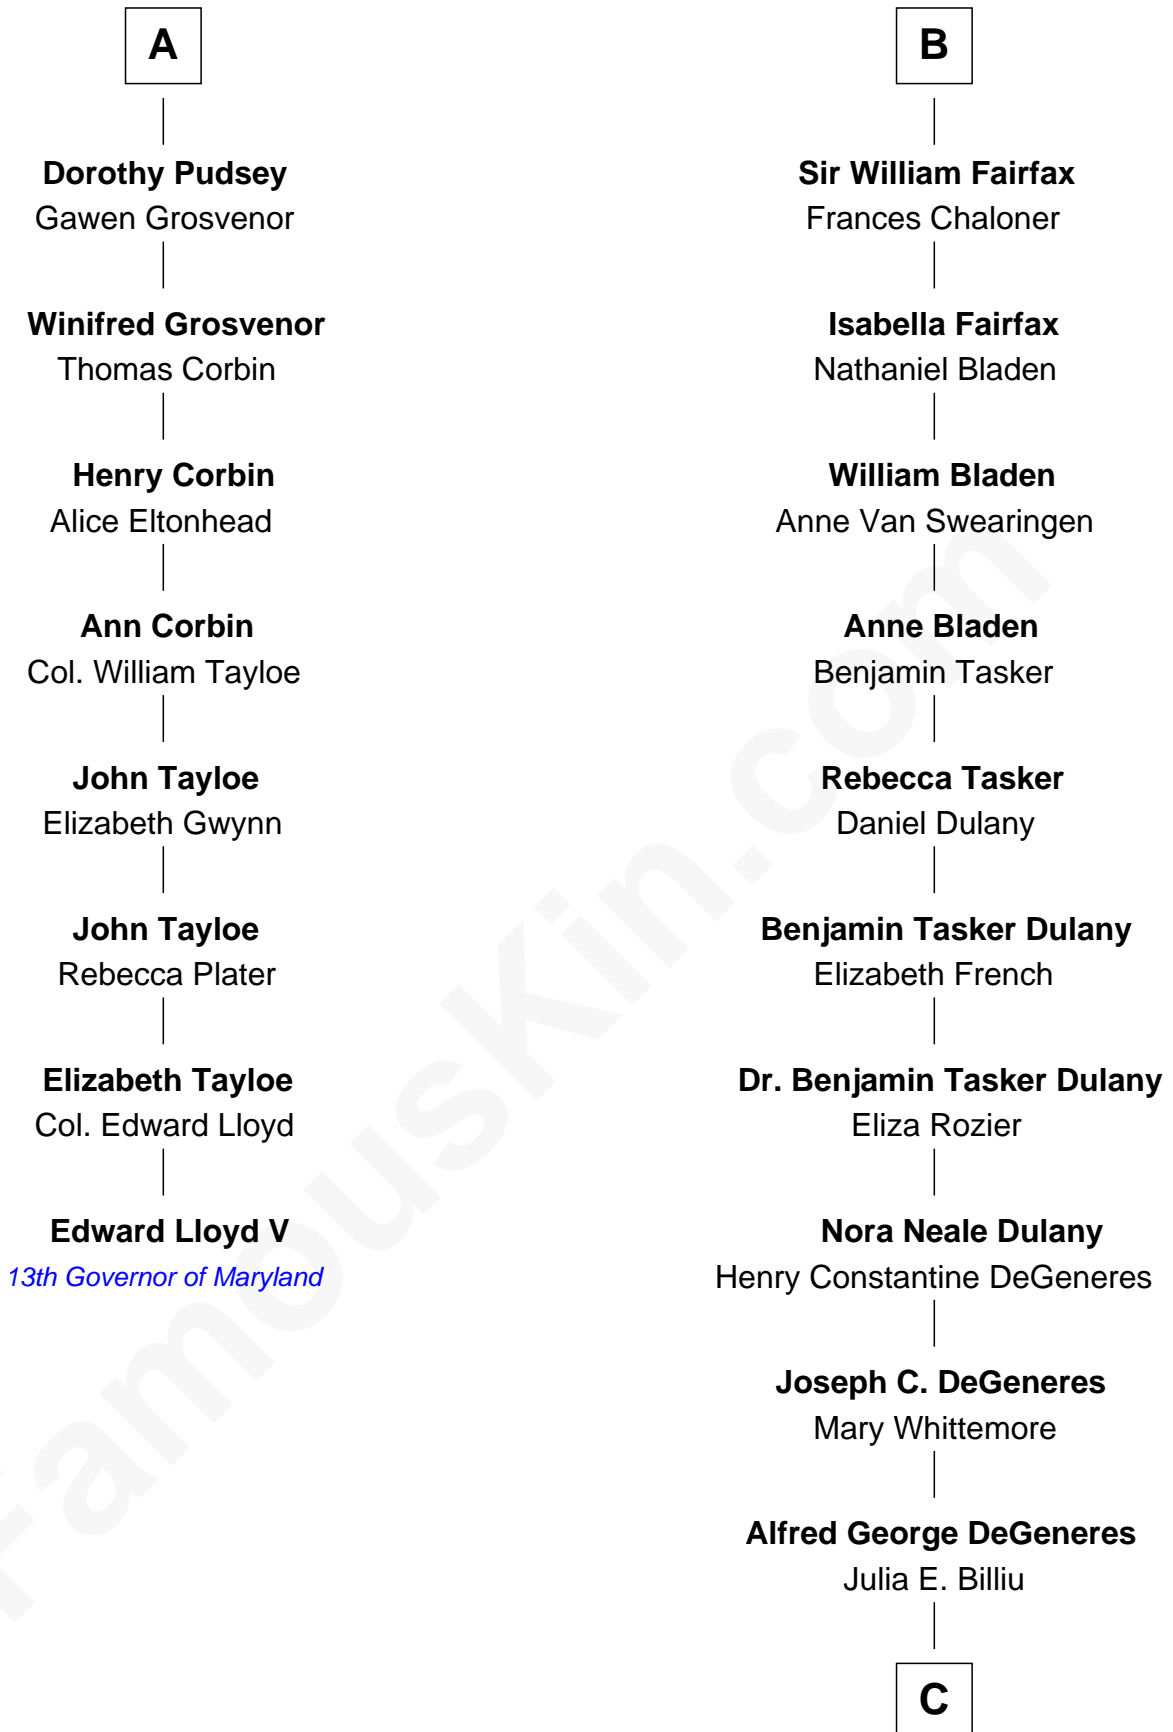 A
Dorothy Pudsey
Gawen Grosvenor
Winifred Grosvenor
Thomas Corbin
Henry Corbin
Alice Eltonhead
Ann Corbin
Col. William Tayloe
John Tayloe
Elizabeth Gwynn
John Tayloe
Rebecca Plater
Elizabeth Tayloe
Col. Edward Lloyd
Edward Lloyd V
13th Governor of Maryland
B
Sir William Fairfax
Frances Chaloner
Isabella Fairfax
Nathaniel Bladen
William Bladen
Anne Van Swearingen
Anne Bladen
Benjamin Tasker
Rebecca Tasker
Daniel Dulany
Benjamin Tasker Dulany
Elizabeth French
Dr. Benjamin Tasker Dulany
Eliza Rozier
Nora Neale Dulany
Henry Constantine DeGeneres
Joseph C. DeGeneres
Mary Whittemore
Alfred George DeGeneres
Julia E. Billiu
C
FamousKin.com